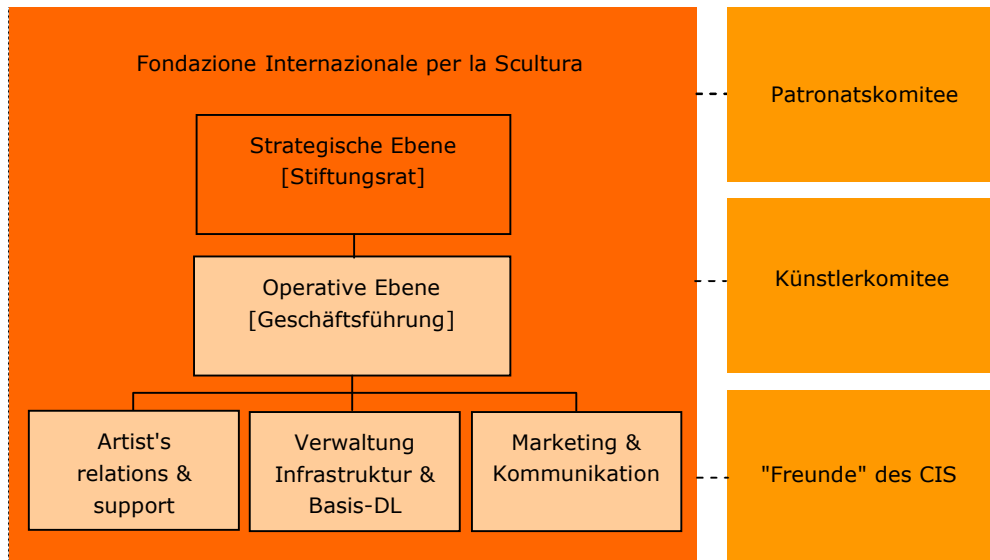 Fondazione Internazionale per la Scultura
Strategische Ebene
[Stiftungsrat]
Operative Ebene
[Geschäftsführung]
Artist's
relations &
support
Verwaltung
Infrastruktur &
Basis-DL
Marketing &
Kommunikation
Patronatskomitee
Künstlerkomitee
"Freunde" des CIS